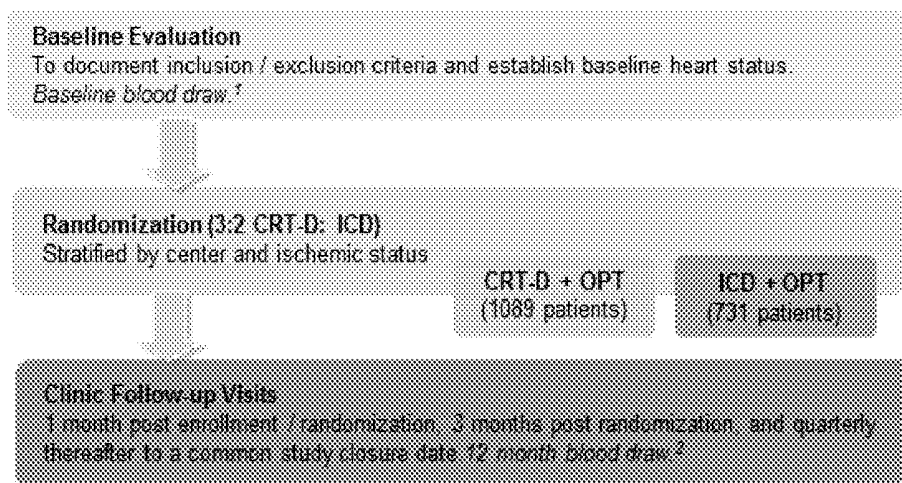 Baseline Evaluation
To document inclusion / exclusion criteria and establish baseline heart status.
Baseline blood draw.¹
Randomization (3:2 CRT-D: ICD)
Stratified by center and ischemic status
CRT-D + OPT
(1089 patients)
ICD + OPT
(731 patients)
Clinic Follow-up Visits
1 month post enrollment / randomization, 3 months post randomization, and quarterly
thereafter to a common study closure date 12 month blood draw.²